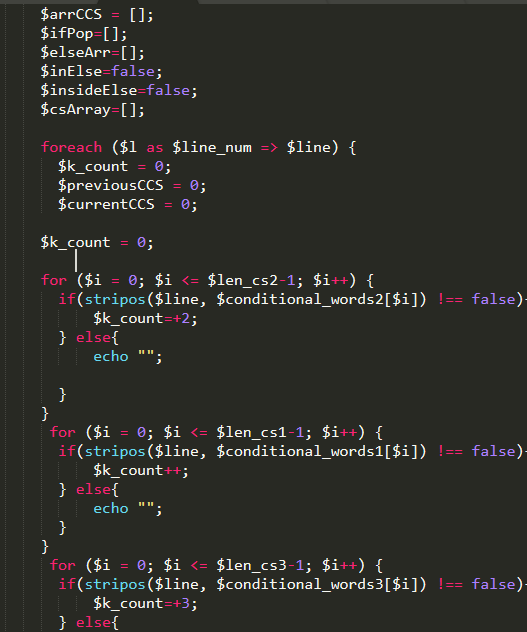 $arrCCS = [];
$ifPop=[];
$elseArr=[];
$inElse=false;
$insideElse=false;
$csArray=[];
foreach ($l as $line_num => $line) {
$k_count = 0;
$previousCCS = 0;
$currentCCS = 0;
$k_count = 0;
for ($i = 0; $i <= $len_cs2-1; $i++) {
if(stripos($line, $conditional_words2[$i]) !== false)
$k_count=+2;
} else{
echo "";
}
}
for ($i = 0; $i <= $len_cs1-1; $i++) {
if(stripos($line, $conditional_words1[$i]) !== false)
$k_count++;
} else{
echo "";
}
}
for ($i = 0; $i <= $len_cs3-1; $i++) {
if(stripos($line, $conditional_words3[$i]) !== false)
$k_count=+3;
} else{